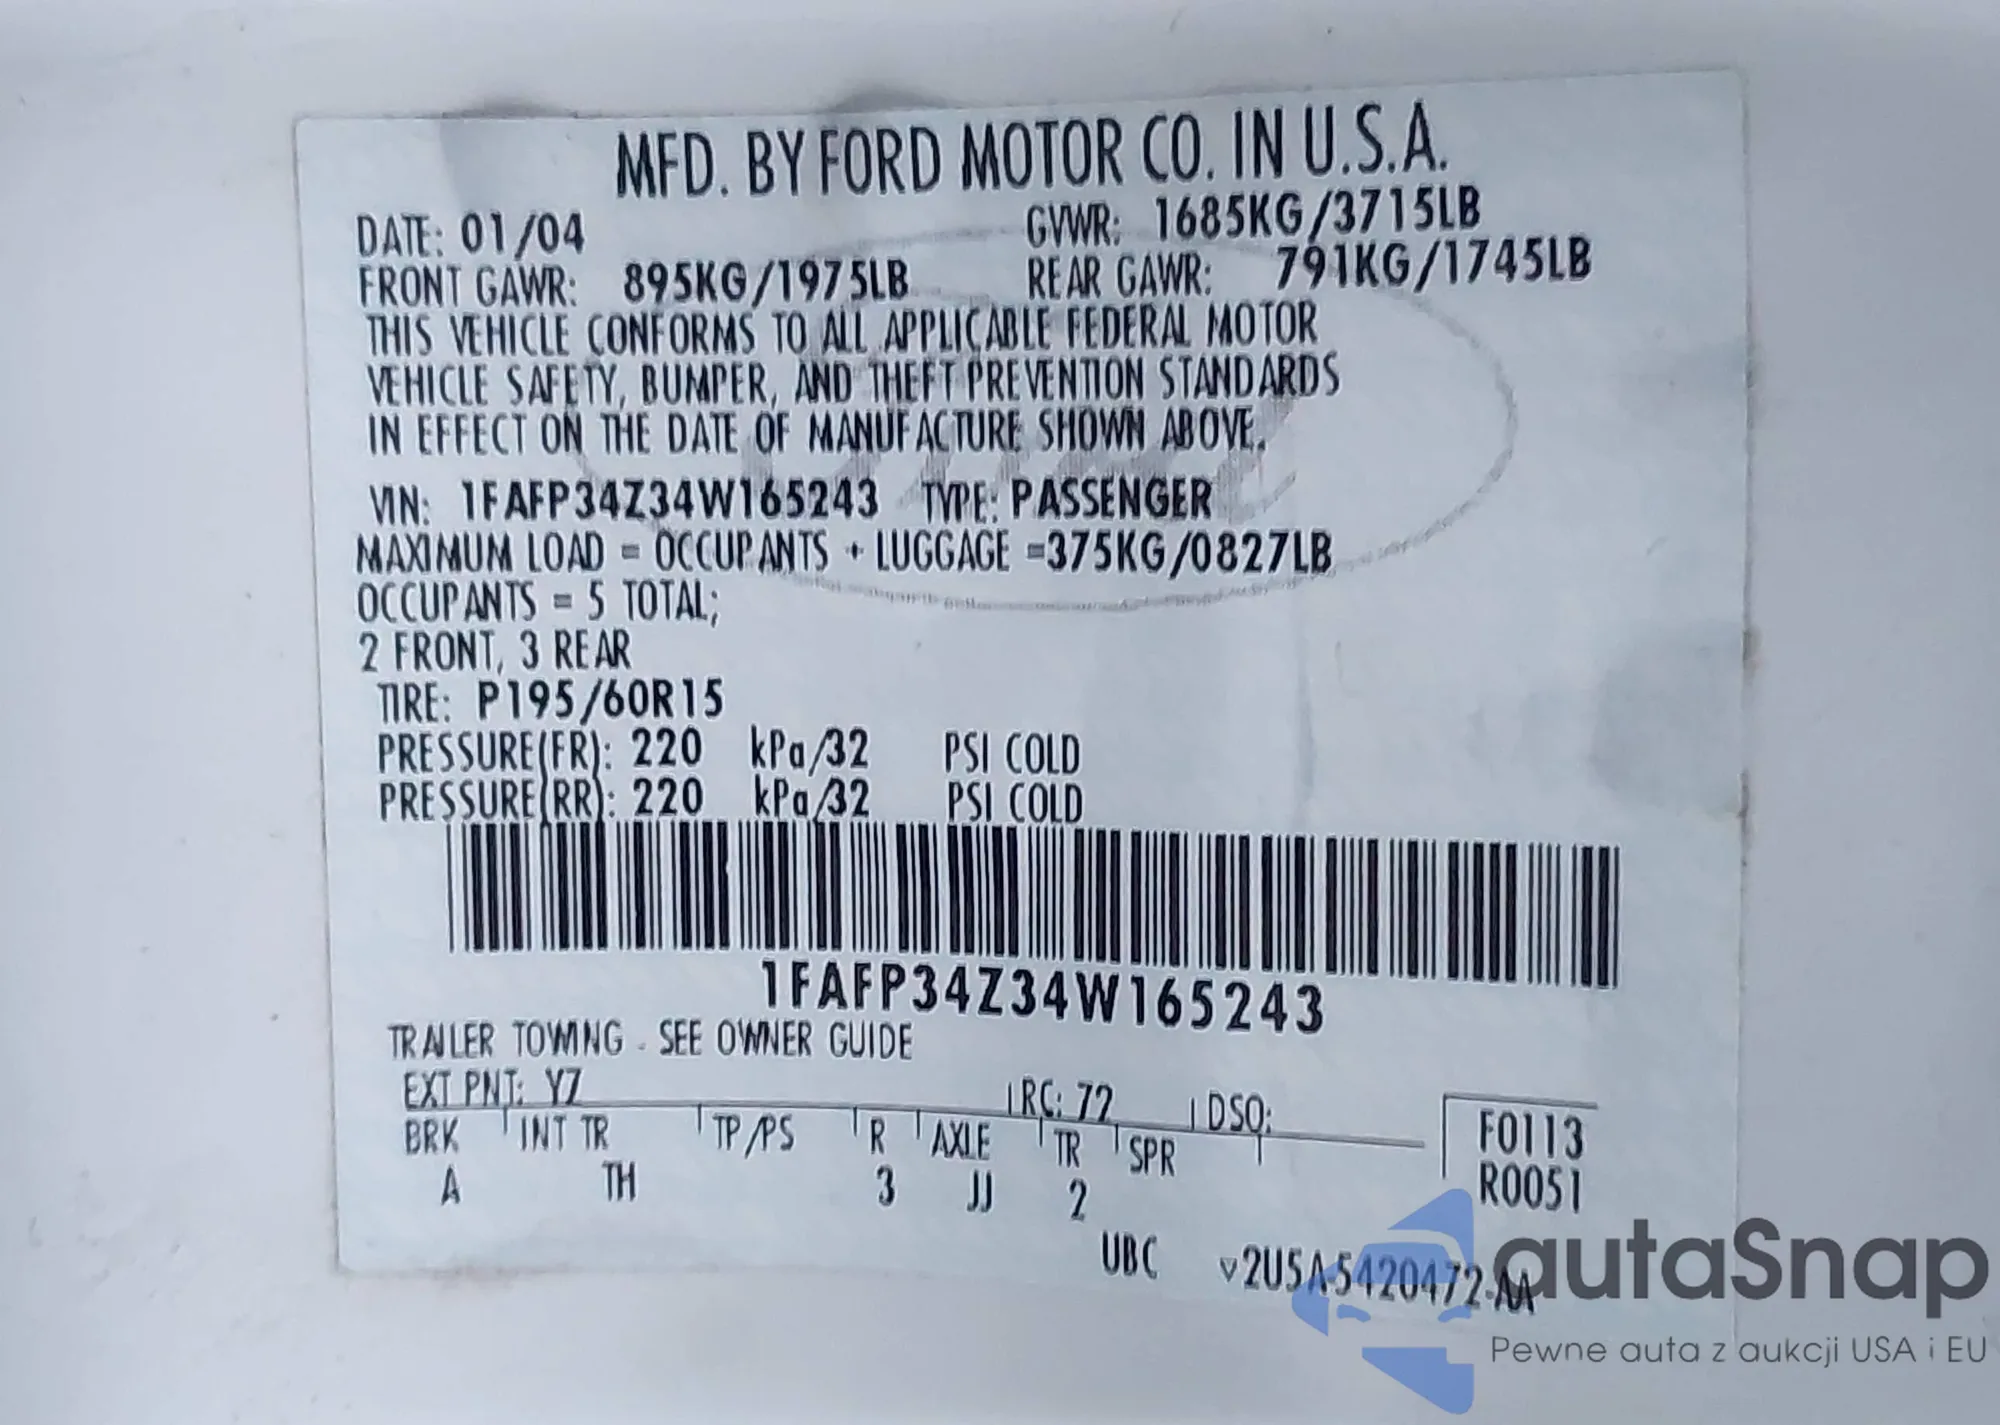 MFD. BY FORD MOTOR CO. IN U.S.A.
DATE: 01/04 GVWR: 1685KG/3715LB
FRONT GAWR: 895KG/1975LB REAR GAWR: 791KG/1745LB
THIS VEHICLE CONFORMS TO ALL APPLICABLE FEDERAL MOTOR
VEHICLE SAFETY, BUMPER, AND THEFT PREVENTION STANDARDS
IN EFFECT ON THE DATE OF MANUFACTURE SHOWN ABOVE.
VIN: 1FAFP34Z34W165243 TYPE: PASSENGER
MAXIMUM LOAD = OCCUPANTS + LUGGAGE =375KG/0827LB
OCCUPANTS = 5 TOTAL;
2 FRONT, 3 REAR
TIRE: P195/60R15
PRESSURE(FR): 220 kPa/32 PSI COLD
PRESSURE(RR): 220 kPa/32 PSI COLD
1FAFP34Z34W165243
TRAILER TOWING - SEE OWNER GUIDE
EXT PNT: YZ RC: 72 DSO:
BRK INT TR TP/PS R AXLE TR SPR
A TH 3 JJ 2
F0113
R0051
UBC v2U5A-5420472-AA
autaSnap
Pewne auta z aukcji USA i EU